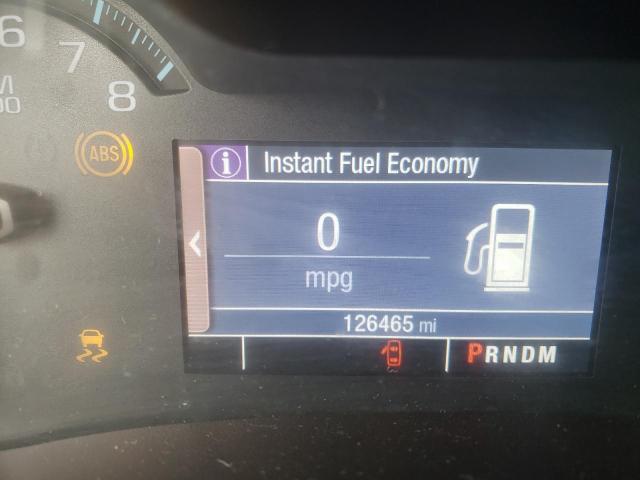 6
7
8
ABS
i Instant Fuel Economy
0
mpg
126465 mi
PRNDM